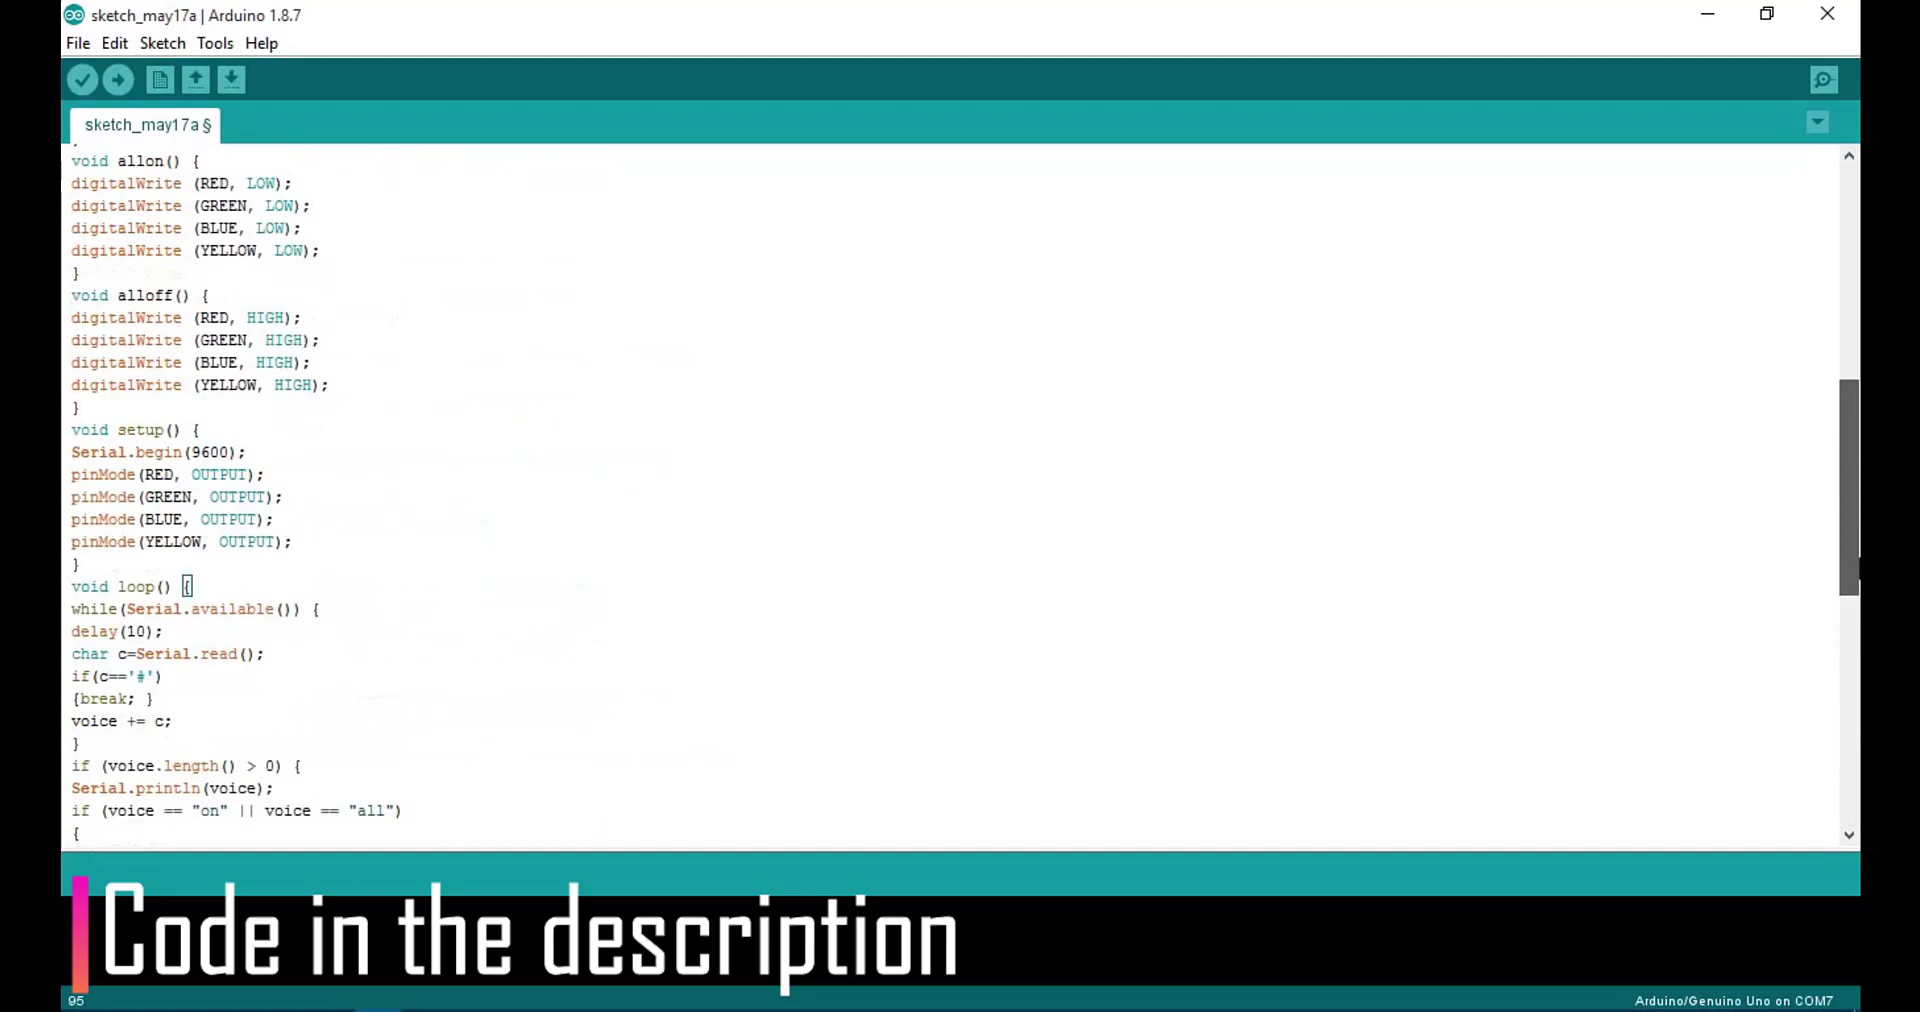 sketch_may17a | Arduino 1.8.7
File Edit Sketch Tools Help
sketch_may17a §
void allon() {
digitalWrite (RED, LOW);
digitalWrite (GREEN, LOW);
digitalWrite (BLUE, LOW);
digitalWrite (YELLOW, LOW);
}
void alloff() {
digitalWrite (RED, HIGH);
digitalWrite (GREEN, HIGH);
digitalWrite (BLUE, HIGH);
digitalWrite (YELLOW, HIGH);
}
void setup() {
Serial.begin(9600);
pinMode(RED, OUTPUT);
pinMode(GREEN, OUTPUT);
pinMode(BLUE, OUTPUT);
pinMode(YELLOW, OUTPUT);
}
void loop() {
while(Serial.available()) {
delay(10);
char c=Serial.read();
if(c=='#')
{break; }
voice += c;
}
if (voice.length() > 0) {
Serial.println(voice);
if (voice == "on" || voice == "all")
{
Code in the description
95
Arduino/Genuino Uno on COM7